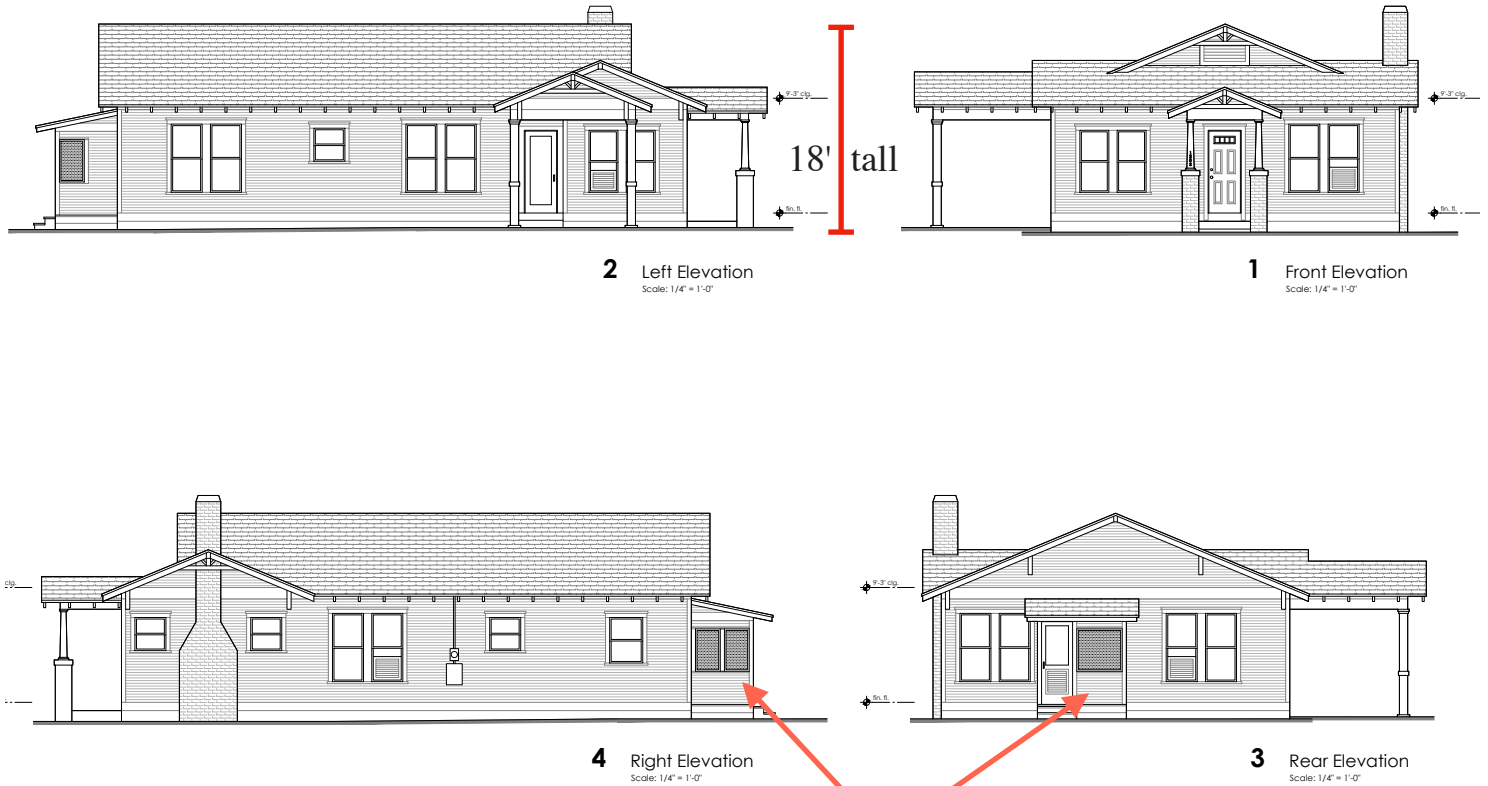 9'-3" clg.
9'-3" clg.
18' tall
fin. fl.
fin. fl.
2 Left Elevation
Scale: 1/4" = 1'-0"
1 Front Elevation
Scale: 1/4" = 1'-0"
clg.
9'-3" clg.
fin. fl.
4 Right Elevation
Scale: 1/4" = 1'-0"
3 Rear Elevation
Scale: 1/4" = 1'-0"